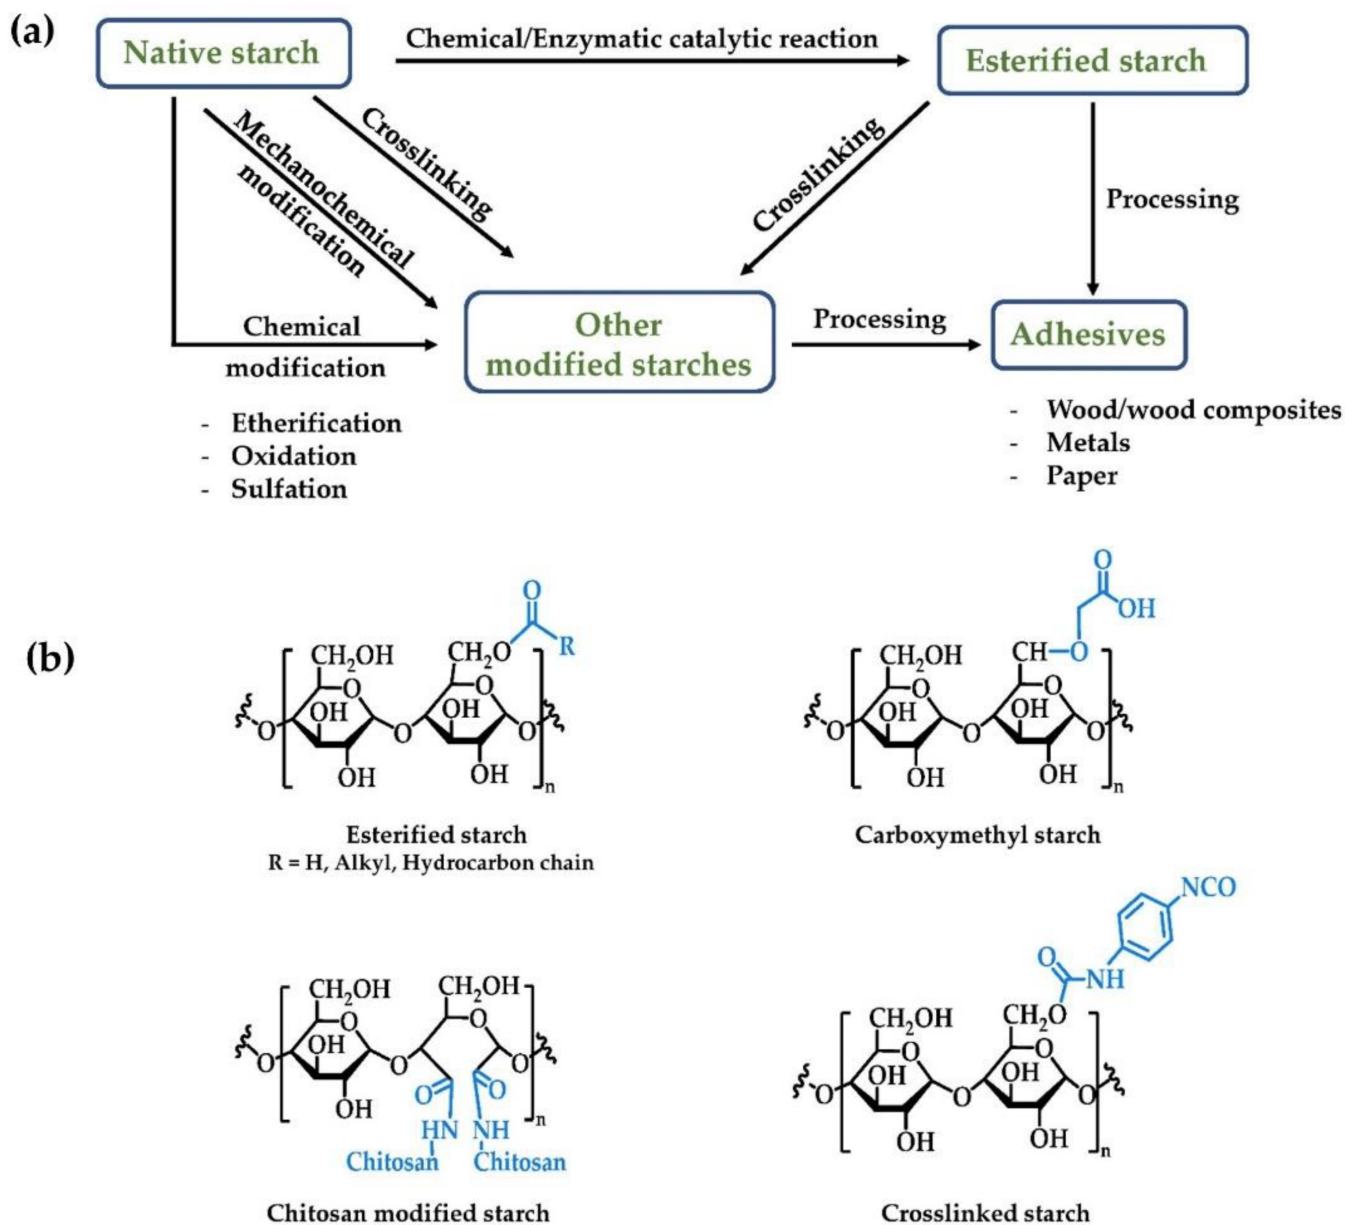 (a)
Native starch
Chemical/Enzymatic catalytic reaction
Esterified starch
Mechanochemical
modification
Crosslinking
Crosslinking
Processing
Chemical
modification
Other
modified starches
Processing
Adhesives
- Etherification
- Oxidation
- Sulfation
- Wood/wood composites
- Metals
- Paper
(b)
O
R
CH₂OH
CH₂O
O
O
OH
OH
O
O
O
OH
OH
n
Esterified starch
R = H, Alkyl, Hydrocarbon chain
O
OH
CH₂OH
CH-O
O
O
OH
OH
O
O
O
OH
OH
n
Carboxymethyl starch
CH₂OH
CH₂OH
O
O
OH
O
O
O
OH
O
O
n
HN
NH
Chitosan
Chitosan
Chitosan modified starch
NCO
O
NH
CH₂OH
CH₂O
O
O
OH
OH
O
O
O
OH
OH
n
Crosslinked starch